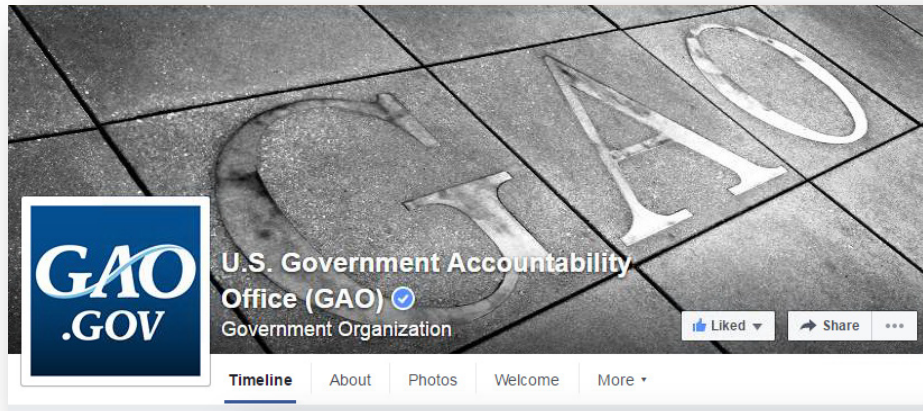 GAO
GAO
.GOV
U.S. Government Accountability
Office (GAO)
Government Organization
Liked
Share
Timeline
About
Photos
Welcome
More